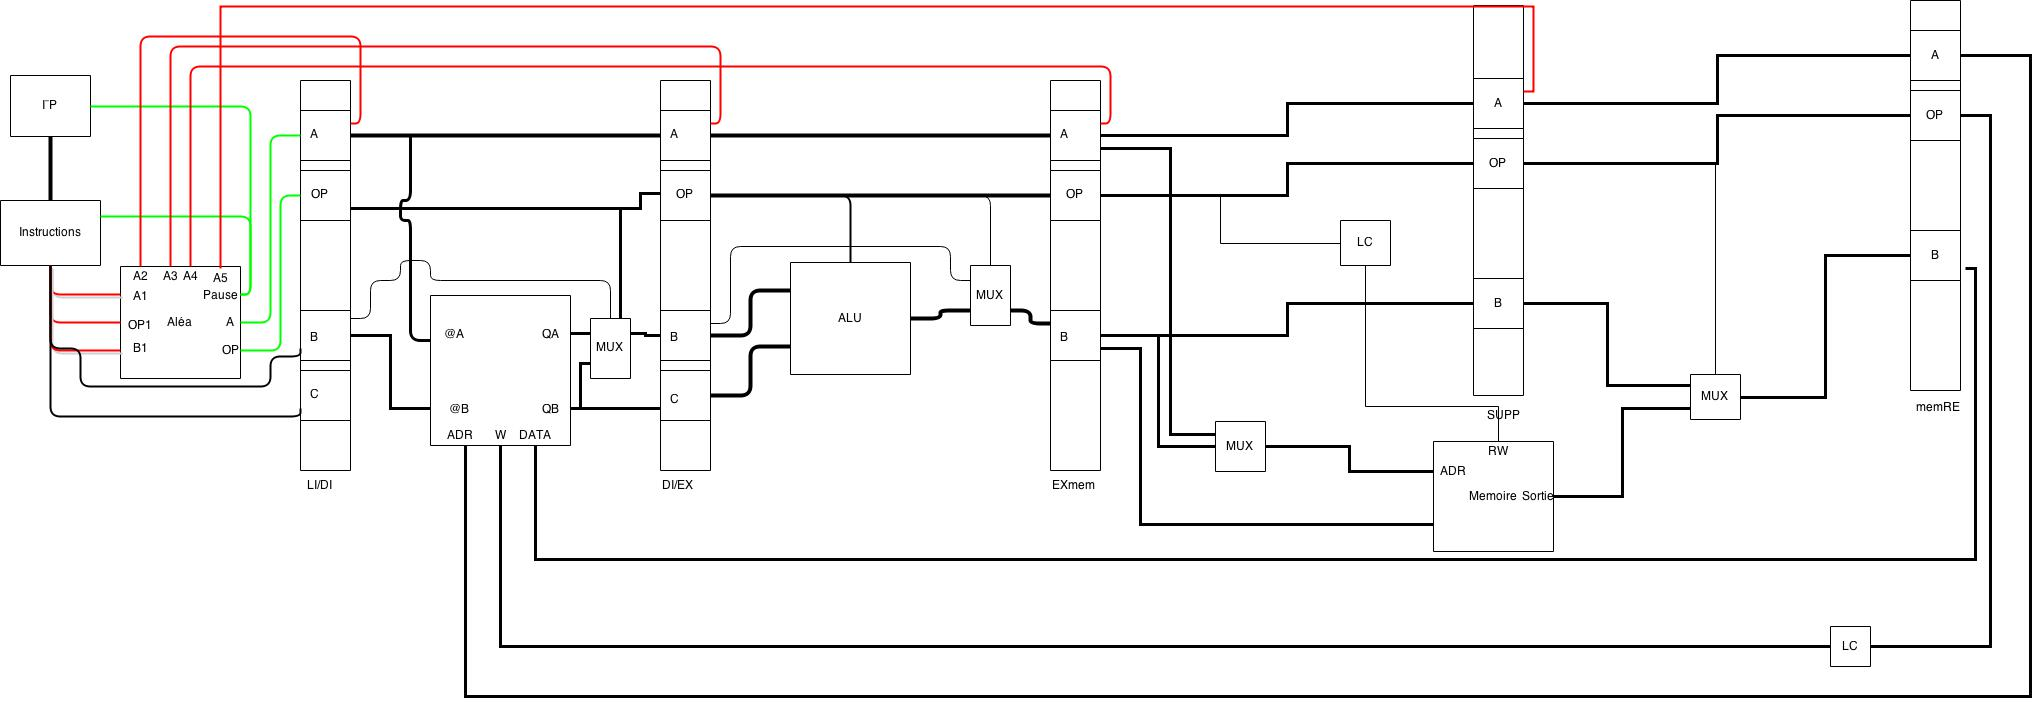 IP
Instructions
A2 A3 A4 A5
A1
Pause
OP1
Aléa
A
B1
OP
A
OP
B
C
LI/DI
@A
QA
@B
QB
ADR
W
DATA
MUX
A
OP
B
C
DI/EX
ALU
MUX
A
OP
B
EXmem
LC
MUX
A
OP
B
SUPP
RW
ADR
Memoire Sortie
MUX
A
OP
B
memRE
LC